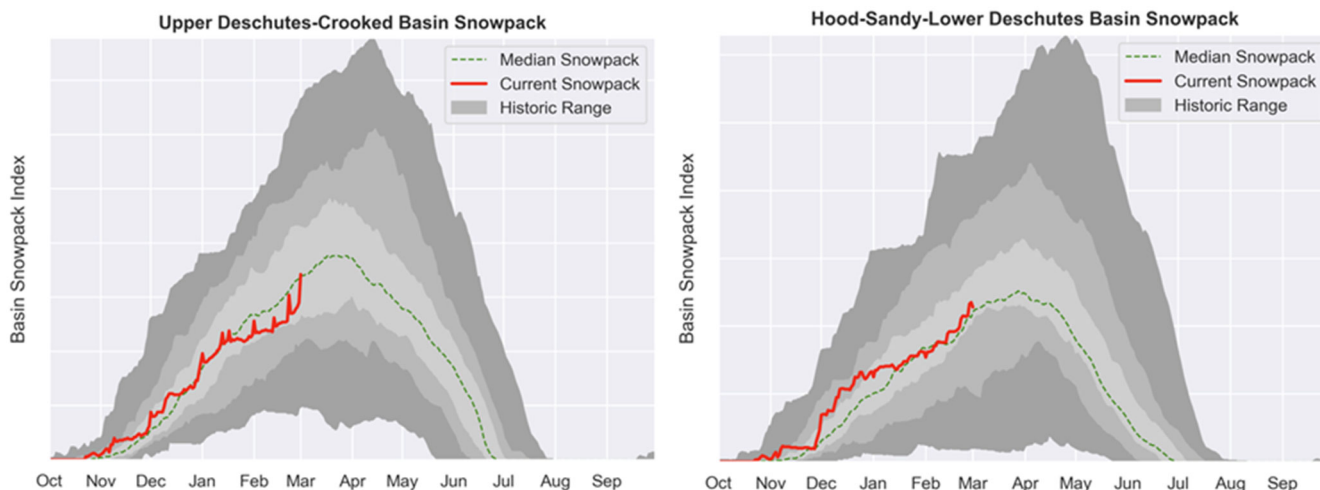 Upper Deschutes-Crooked Basin Snowpack
Median Snowpack
Current Snowpack
Historic Range
Basin Snowpack Index
Oct Nov Dec Jan Feb Mar Apr May Jun Jul Aug Sep
Hood-Sandy-Lower Deschutes Basin Snowpack
Median Snowpack
Current Snowpack
Historic Range
Basin Snowpack Index
Oct Nov Dec Jan Feb Mar Apr May Jun Jul Aug Sep